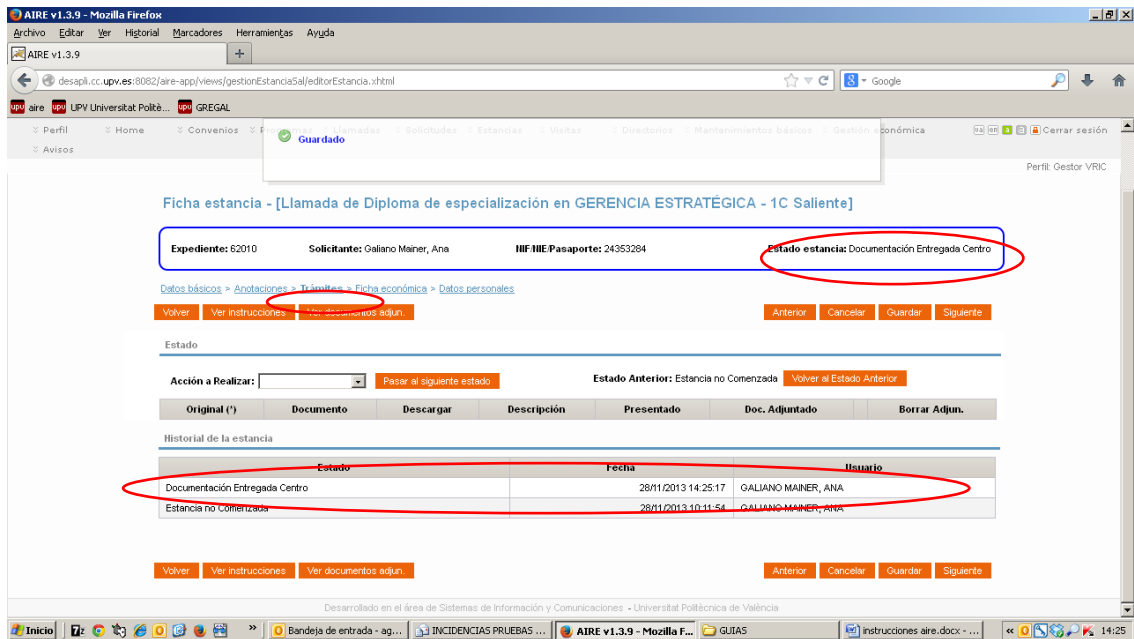 AIRE v1.3.9 - Mozilla Firefox
Archivo Editar Ver Historial Marcadores Herramientas Ayuda
AIRE v1.3.9
desapli.cc.upv.es:8082/aire-app/views/gestionEstanciaSal/editorEstancia.xhtml
Google
aire UPV Universitat Politè... GREGAL
Perfil Home Convenios Programas Llamadas Solicitudes Estancias Visitas Directorios Mantenimientos básicos Gestión económica Cerrar sesión
Avisos
Guardado
Perfil: Gestor VRIC
Ficha estancia - [Llamada de Diploma de especialización en GERENCIA ESTRATÉGICA - 1C Saliente]
Expediente: 62010 Solicitante: Galiano Mainer, Ana NIF/NIE/Pasaporte: 24353284 Estado estancia: Documentación Entregada Centro
Datos básicos > Anotaciones > Trámites > Ficha económica > Datos personales
Volver Ver instrucciones Ver documentos adjun. Anterior Cancelar Guardar Siguiente
Estado
Acción a Realizar: Pasar al siguiente estado Estado Anterior: Estancia no Comenzada Volver al Estado Anterior
Original (*) Documento Descargar Descripción Presentado Doc. Adjuntado Borrar Adjun.
Historial de la estancia
Estado Fecha Usuario
Documentación Entregada Centro 28/11/2013 14:25:17 GALIANO MAINER, ANA
Estancia no Comenzada 28/11/2013 10:11:54 GALIANO MAINER, ANA
Volver Ver instrucciones Ver documentos adjun. Anterior Cancelar Guardar Siguiente
Desarrollado en el área de Sistemas de Información y Comunicaciones - Universitat Politècnica de València
Inicio Bandeja de entrada - ag... INCIDENCIAS PRUEBAS ... AIRE v1.3.9 - Mozilla F... GUIAS instrucciones aire.docx - ... 14:25